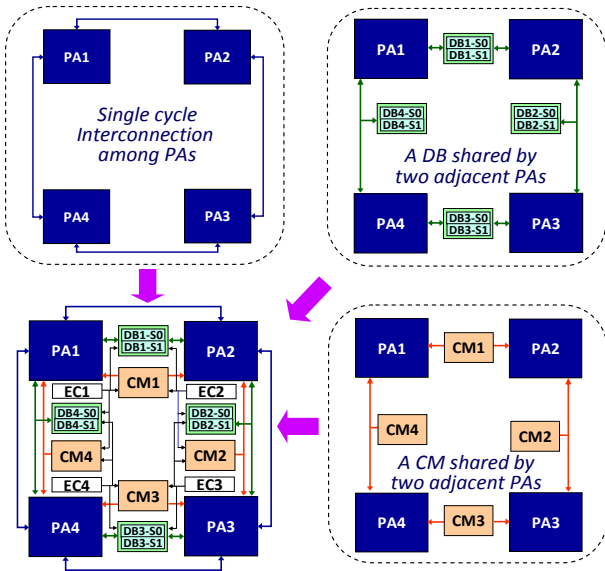 PA1
PA2
Single cycle
Interconnection
among PAs
PA4
PA3
PA1
DB1-S0
DB1-S1
PA2
DB4-S0
DB4-S1
DB2-S0
DB2-S1
A DB shared by
two adjacent PAs
PA4
DB3-S0
DB3-S1
PA3
PA1
DB1-S0
DB1-S1
PA2
CM1
EC1
EC2
DB4-S0
DB4-S1
DB2-S0
DB2-S1
CM4
CM2
EC4
CM3
EC3
PA4
DB3-S0
DB3-S1
PA3
PA1
CM1
PA2
CM4
CM2
A CM shared by
two adjacent PAs
PA4
CM3
PA3